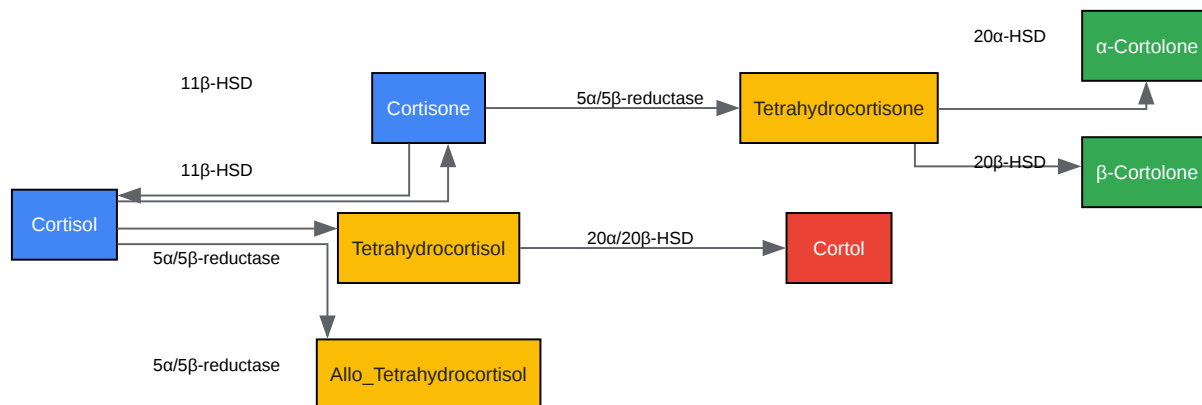 20α-HSD
α-Cortolone
11β-HSD
Cortisone
5α/5β-reductase
Tetrahydrocortisone
11β-HSD
20β-HSD
β-Cortolone
Cortisol
Tetrahydrocortisol
20α/20β-HSD
Cortol
5α/5β-reductase
5α/5β-reductase
Allo_Tetrahydrocortisol